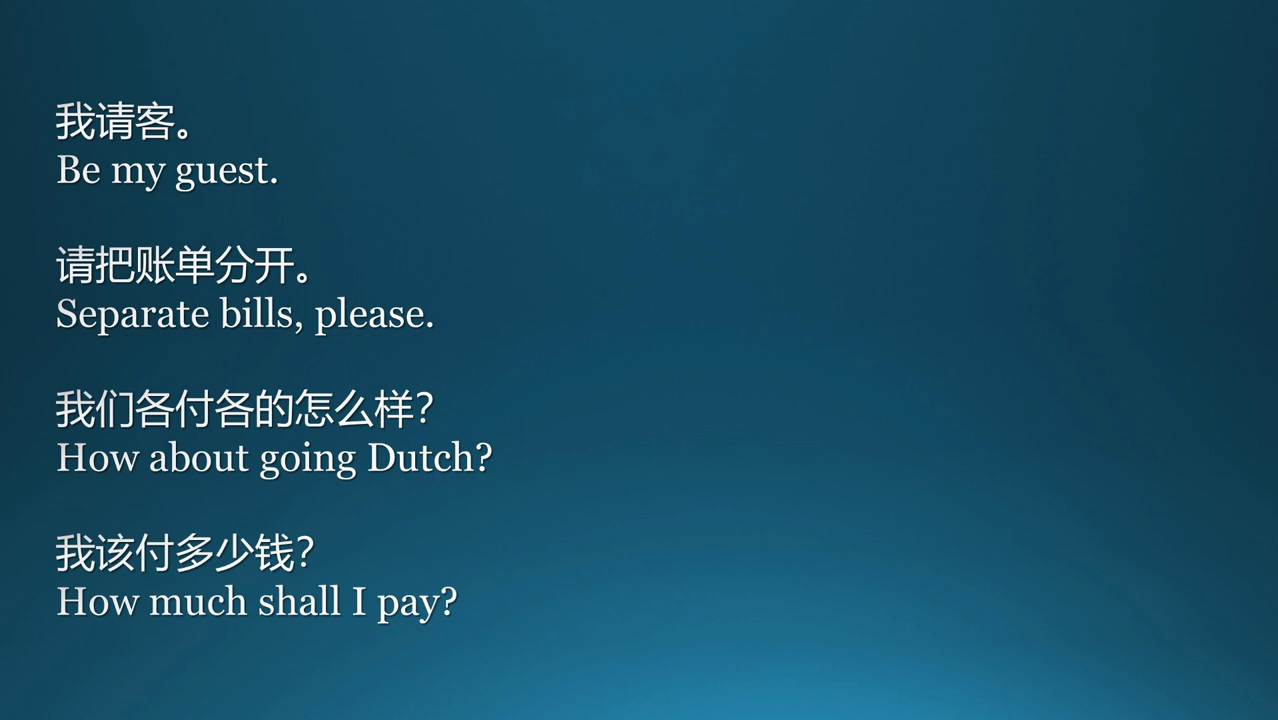 我请客。
Be my guest.
请把账单分开。
Separate bills, please.
我们各付各的怎么样？
How about going Dutch?
我该付多少钱？
How much shall I pay?